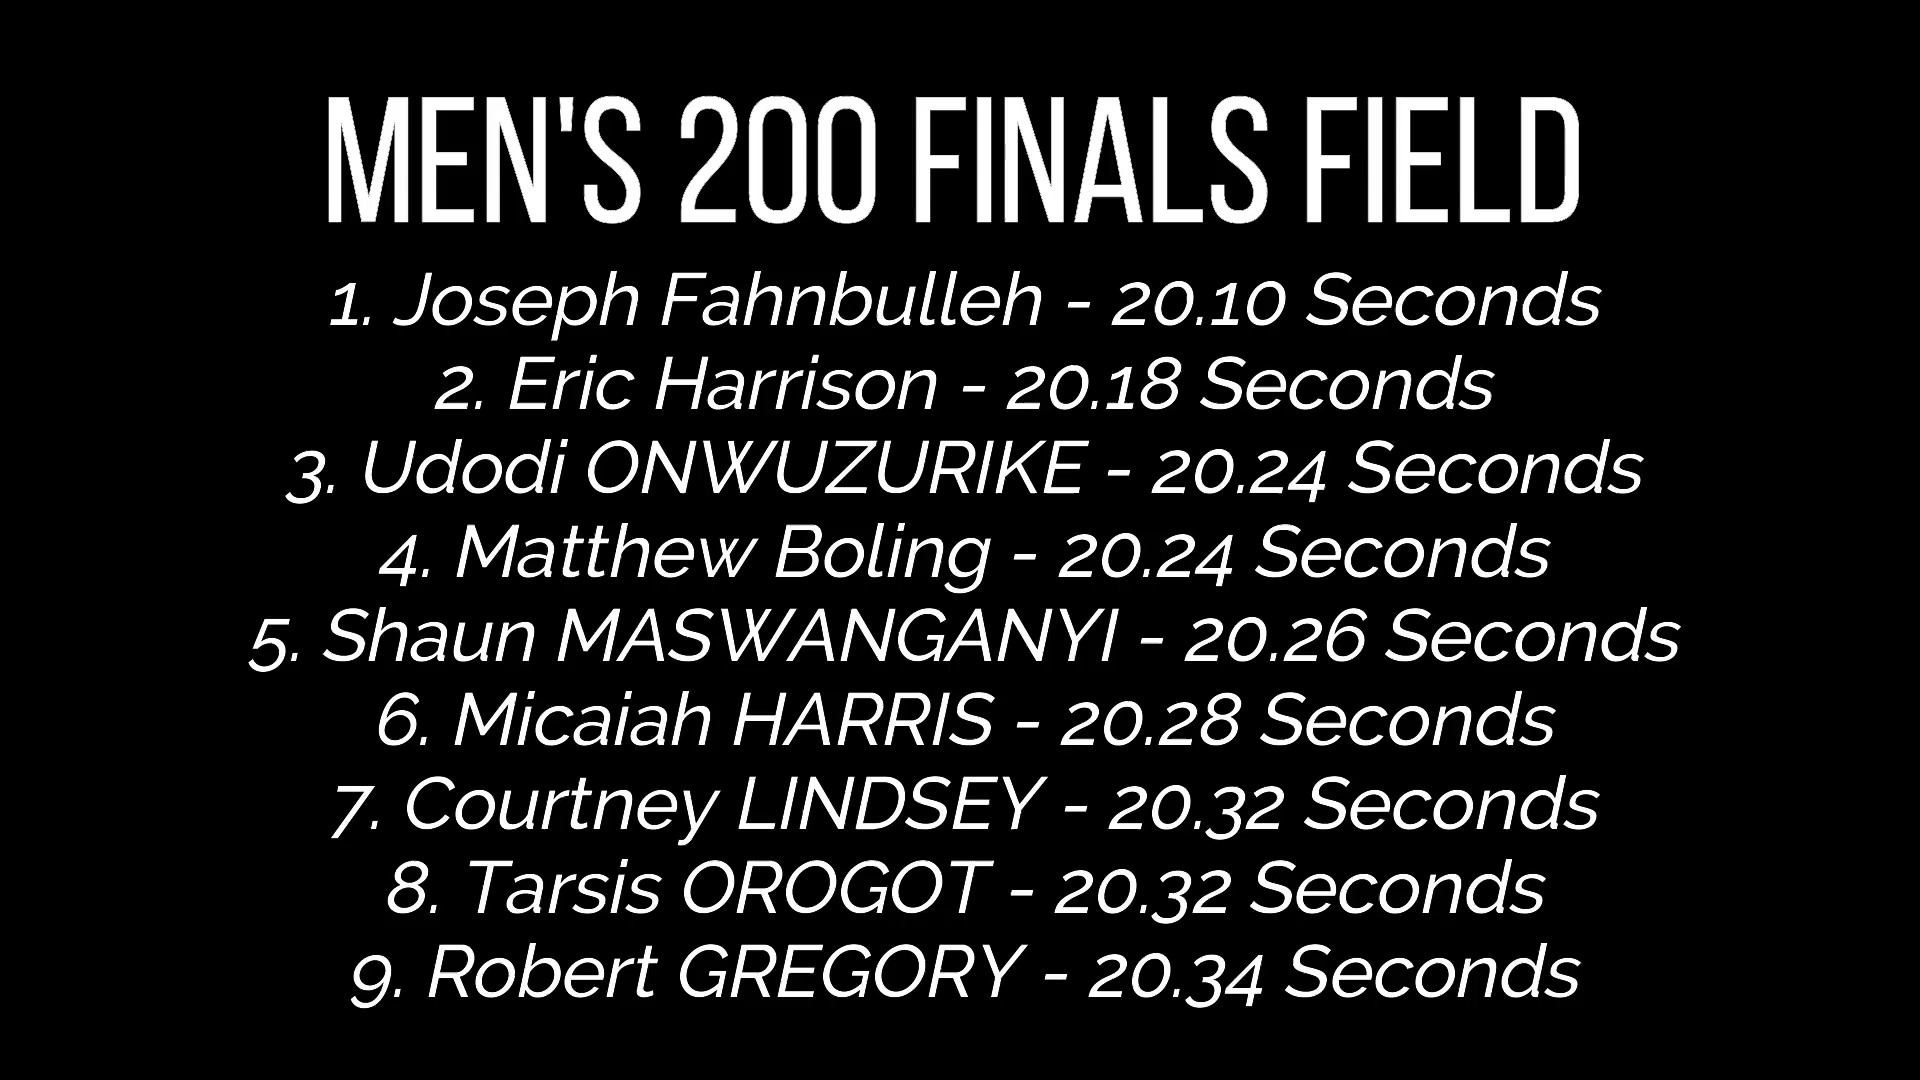 MEN'S 200 FINALS FIELD
1. Joseph Fahnbulleh - 20.10 Seconds
2. Eric Harrison - 20.18 Seconds
3. Udodi ONWUZURIKE - 20.24 Seconds
4. Matthew Boling - 20.24 Seconds
5. Shaun MASWANGANYI - 20.26 Seconds
6. Micaiah HARRIS - 20.28 Seconds
7. Courtney LINDSEY - 20.32 Seconds
8. Tarsis OROGOT - 20.32 Seconds
9. Robert GREGORY - 20.34 Seconds